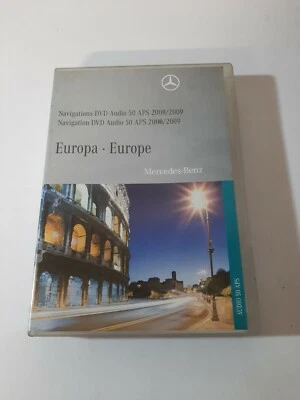 Navigations DVD Audio 50 APS 2008/2009
Navigation DVD Audio 50 APS 2008/2009
Europa · Europe
Mercedes-Benz
AUDIO 50 APS